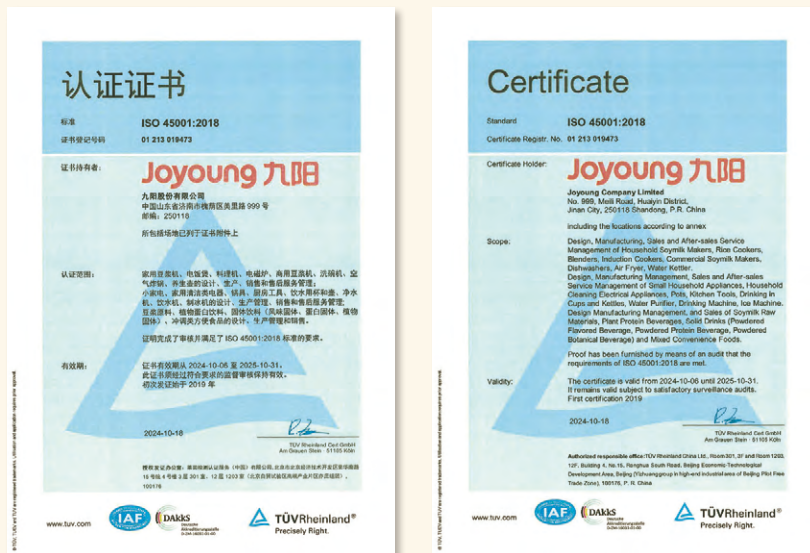 认证证书
标准 ISO 45001:2018
证书登记号码 01 213 019473
证书持有者: Joyoung 九阳
九阳股份有限公司
中国山东省济南市槐荫区美里路 999 号
邮编: 250118
所包括场地已列于证书附件上
认证范围: 家用豆浆机、电饭煲、料理机、电磁炉、商用豆浆机、洗碗机、空
气炸锅、养生壶的设计、生产、销售和售后服务管理;
小家电、家用清洁类电器、锅具、厨房工具、饮水用杯和壶、净水
机、饮水机、制冰机的设计、生产管理、销售和售后服务管理;
豆浆原料、植物蛋白饮料、固体饮料（风味固体、蛋白固体、植物
固体）、冲调类方便食品的设计、生产管理和销售。
证明完成了审核并满足了 ISO 45001:2018 标准的要求。
有效期: 证书有效期从 2024-10-06 至 2025-10-31。
此证书须经过符合要求的监督审核保持有效。
初次发证始于 2019 年
2024-10-18
TÜV Rheinland Cert GmbH
Am Grauen Stein · 51105 Köln
100176
www.tuv.com
IAF
DAkkS
Deutsche
Akkreditierungsstelle
D-ZM-16031-01-00
TÜVRheinland®
Precisely Right.
Certificate
Standard ISO 45001:2018
Certificate Registr. No. 01 213 019473
Certificate Holder: Joyoung 九阳
Joyoung Company Limited
No. 999, Meili Road, Huaiyin District,
Jinan City, 250118 Shandong, P.R. China
including the locations according to annex
Scope: Design, Manufacturing, Sales and After-sales Service
Management of Household Soymilk Makers, Rice Cookers,
Blenders, Induction Cookers, Commercial Soymilk Makers,
Dishwashers, Air Fryer, Water Kettler.
Design, Manufacturing Management, Sales and After-sales
Service Management of Small Household Appliances, Household
Cleaning Electrical Appliances, Pots, Kitchen Tools, Drinking In
Cups and Kettles, Water Purifier, Drinking Machine, Ice Machine.
Design Manufacturing Management, and Sales of Soymilk Raw
Materials, Plant Protein Beverages, Solid Drinks (Powdered
Flavored Beverage, Powdered Protein Beverage, Powdered
Botanical Beverage) and Mixed Convenience Foods.
Proof has been furnished by means of an audit that the
requirements of ISO 45001:2018 are met.
Validity: The certificate is valid from 2024-10-06 until 2025-10-31.
It remains valid subject to satisfactory surveillance audits.
First certification 2019
2024-10-18
TÜV Rheinland Cert GmbH
Am Grauen Stein · 51105 Köln
Authorized responsible office:TÜV Rheinland China Ltd., Room 301, 3F and Room 1203,
12F, Building 4, No.15, Ronghua South Road, Beijing Economic-Technological
Development Area, Beijing (Yizhuanggroup in high-end industrial area of Beijing Pilot Free
Trade Zone), 100176, P. R. China
www.tuv.com
IAF
DAkkS
Deutsche
Akkreditierungsstelle
D-ZM-16031-01-00
TÜVRheinland®
Precisely Right.